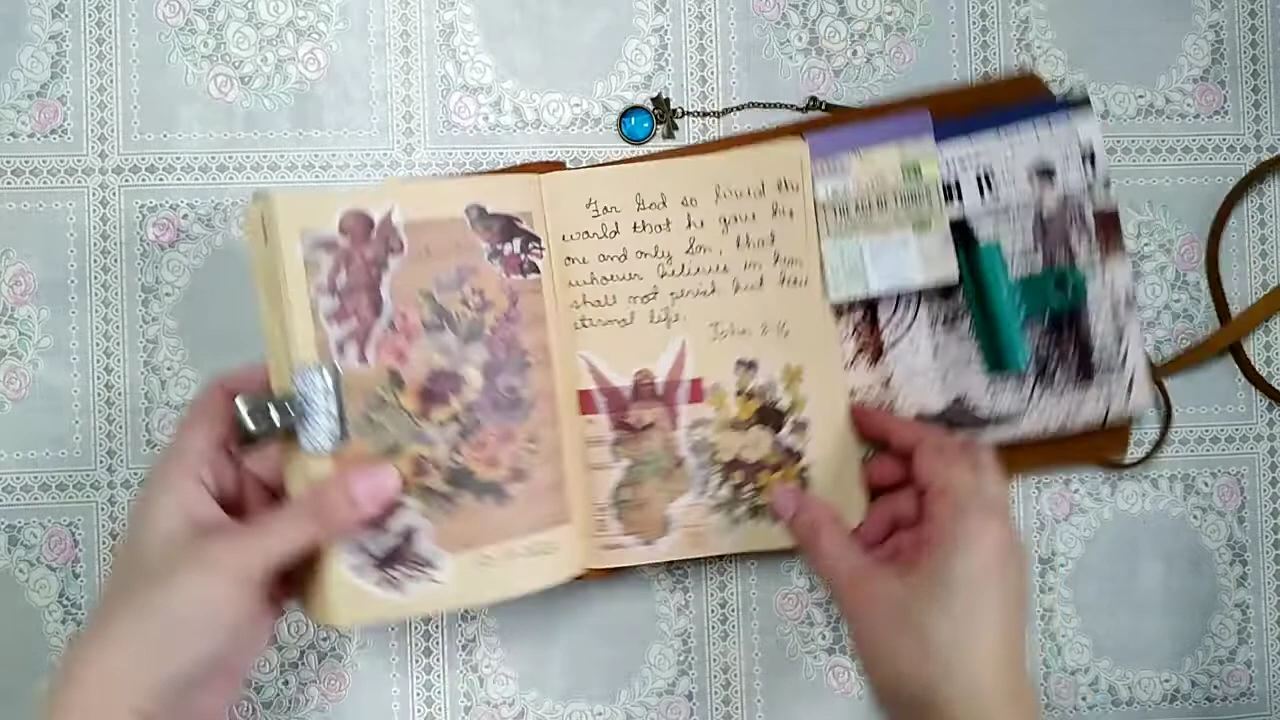 For God so loved the
world that he gave his
one and only Son, that
whoever believes in him
shall not perish but have
eternal life.
John 3:16